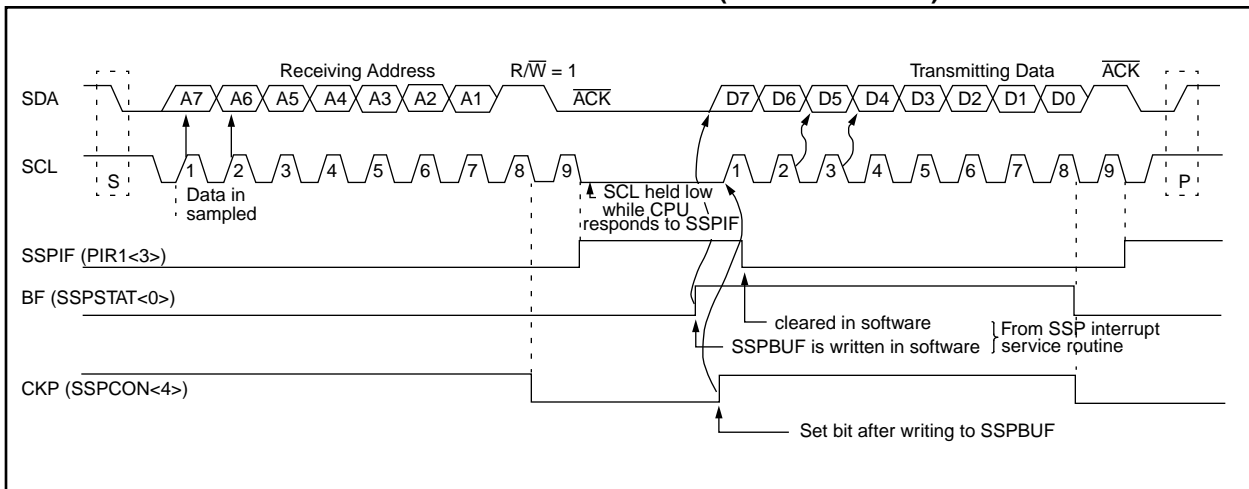 Receiving Address R/W = 1 Transmitting Data ACK
SDA A7 A6 A5 A4 A3 A2 A1 ACK D7 D6 D5 D4 D3 D2 D1 D0
SCL 1 2 3 4 5 6 7 8 9 1 2 3 4 5 6 7 8 9
S P
Data in
sampled
SCL held low
while CPU
responds to SSPIF
SSPIF (PIR1<3>)
BF (SSPSTAT<0>)
cleared in software
SSPBUF is written in software
From SSP interrupt
service routine
CKP (SSPCON<4>)
Set bit after writing to SSPBUF